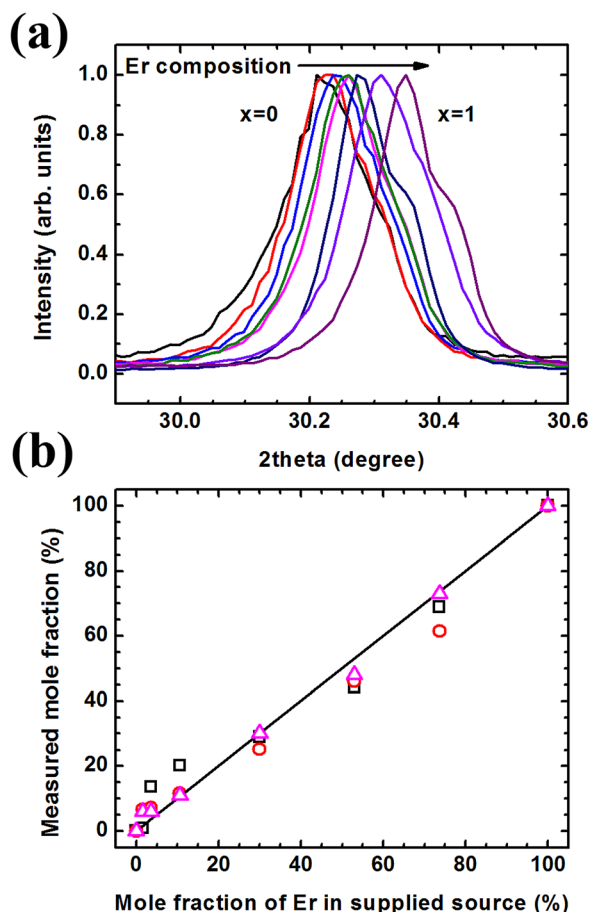 (a)
Er composition
x=0
x=1
1.0
0.8
0.6
0.4
0.2
0.0
Intensity (arb. units)
30.0
30.2
30.4
30.6
2theta (degree)
(b)
100
80
60
40
20
0
Measured mole fraction (%)
0
20
40
60
80
100
Mole fraction of Er in supplied source (%)